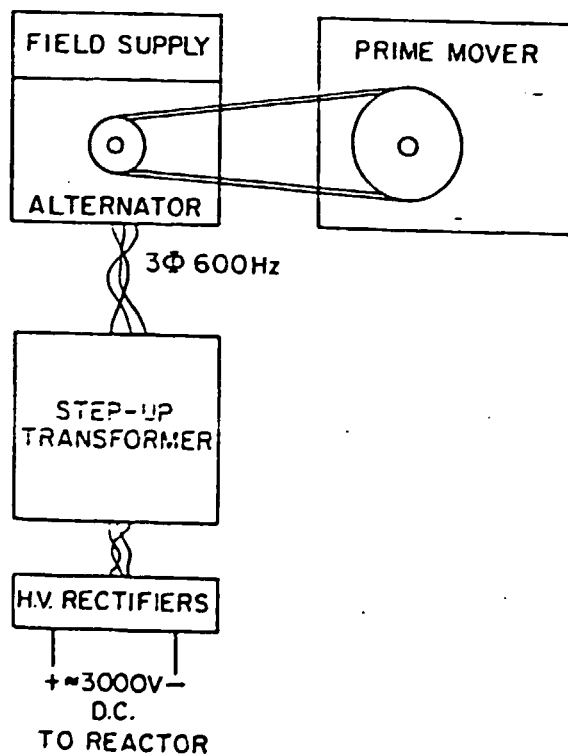 FIELD SUPPLY
PRIME MOVER
ALTERNATOR
3Φ 600Hz
STEP-UP
TRANSFORMER
H.V. RECTIFIERS
+≈3000V-
D.C.
TO REACTOR